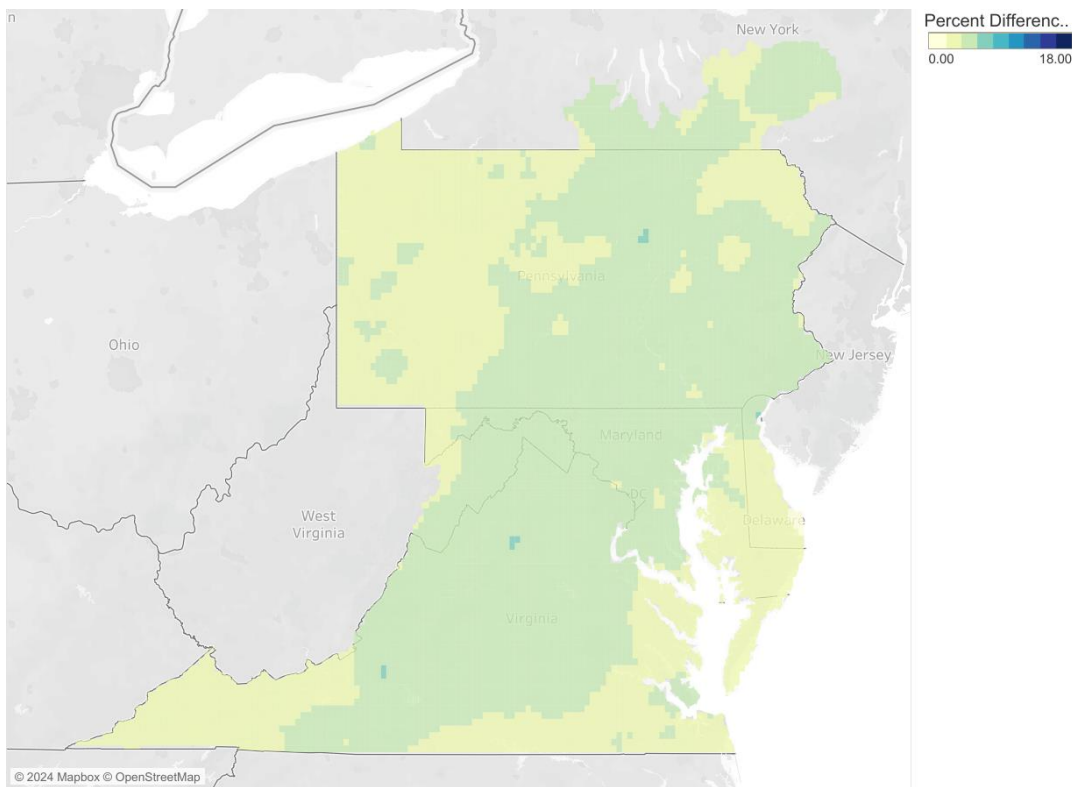 n
New York
Percent Differenc..
0.00 18.00
Pennsylvania
Ohio
New Jersey
Maryland
DC
West
Virginia
Delaware
Virginia
© 2024 Mapbox © OpenStreetMap